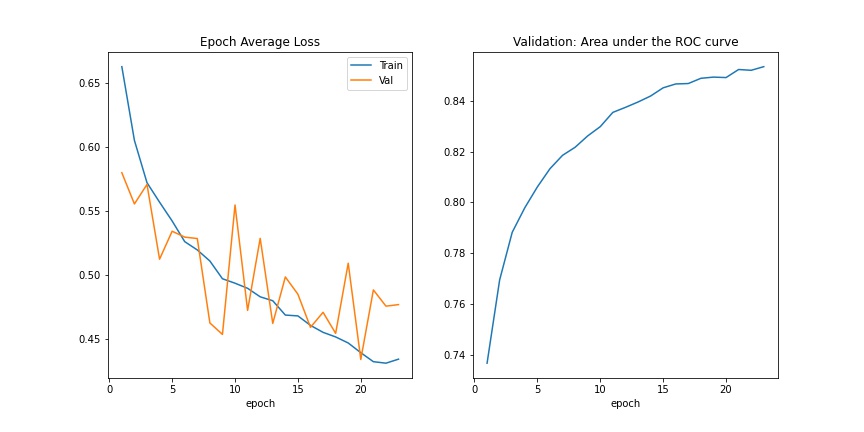 Epoch Average Loss
Train
Val
0.65
0.60
0.55
0.50
0.45
0 5 10 15 20
epoch
Validation: Area under the ROC curve
0.84
0.82
0.80
0.78
0.76
0.74
0 5 10 15 20
epoch